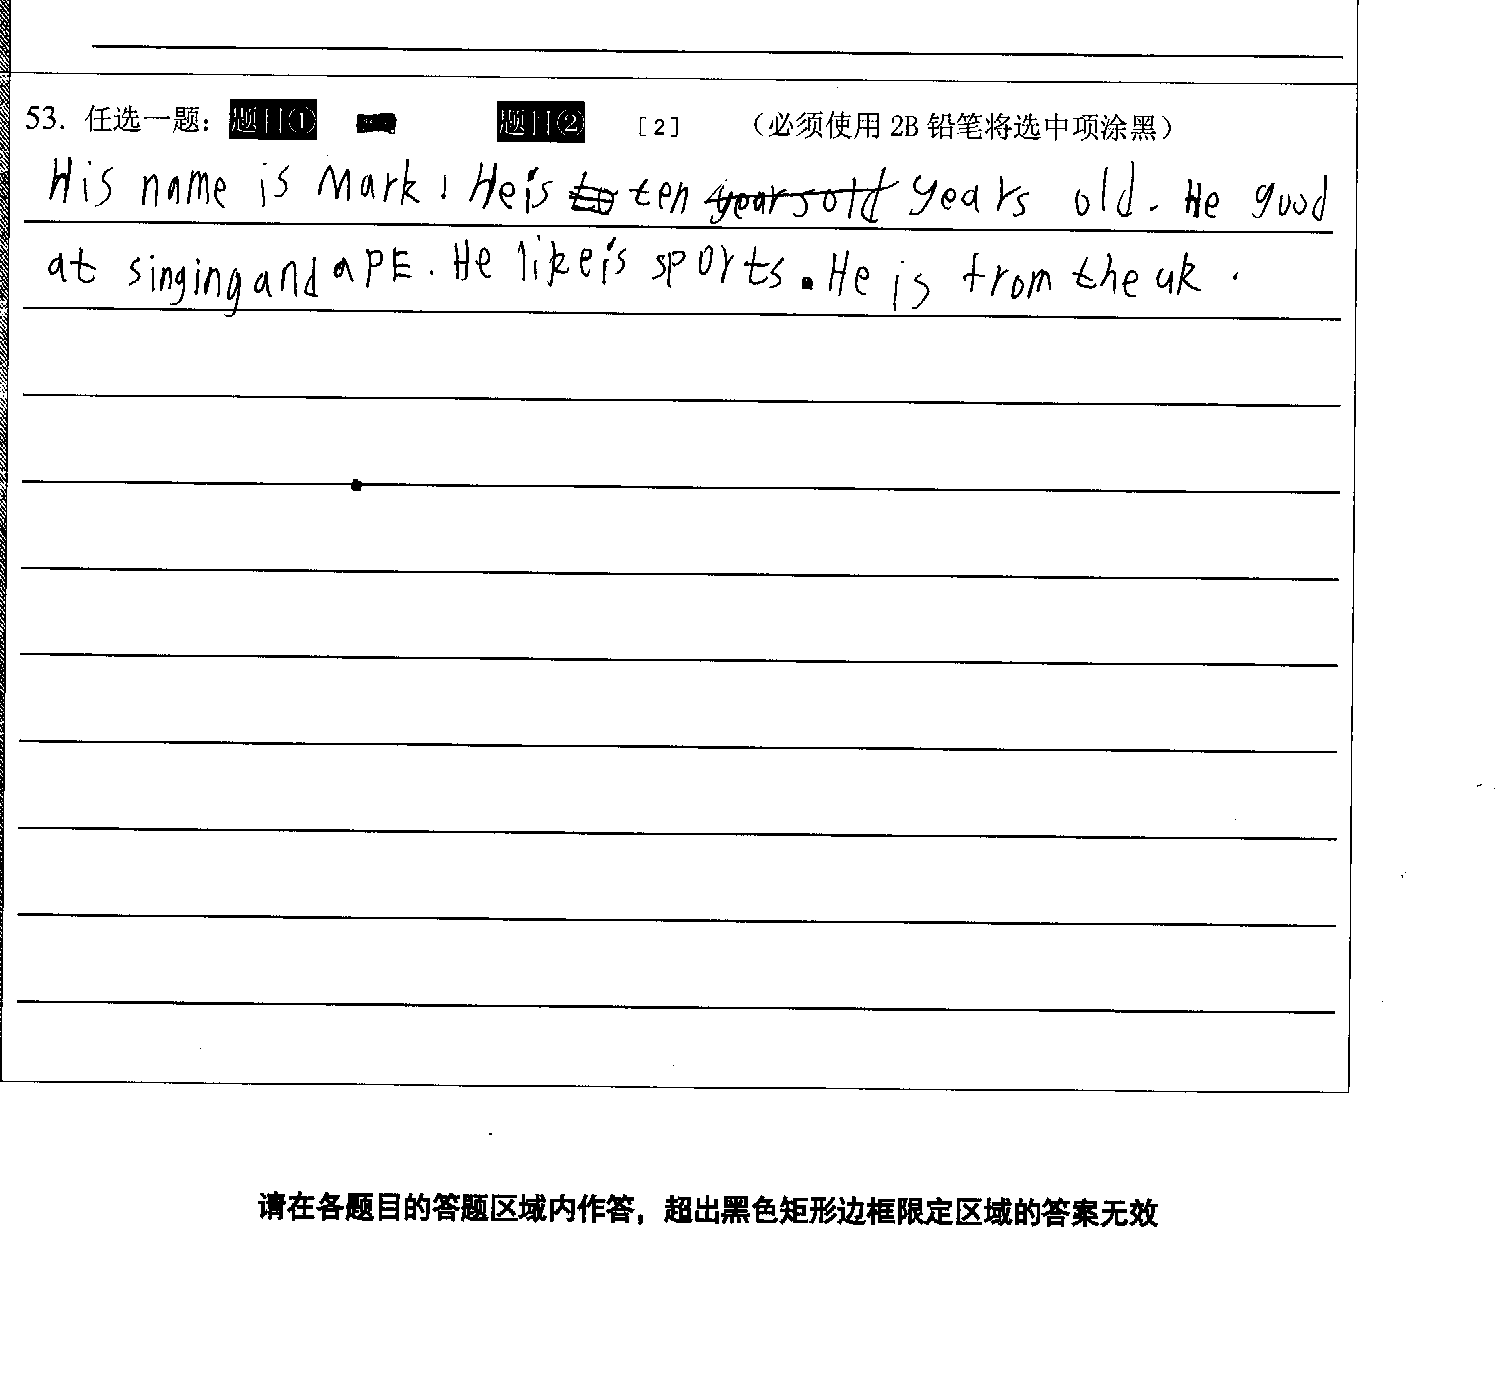 53. 任选一题： 题目① 题目② [2] （必须使用 2B 铅笔将选中项涂黑）
His name is Mark. He is ten years old. He good
at singing and a PE. He like is sports. He is from the uk.
请在各题目的答题区域内作答，超出黑色矩形边框限定区域的答案无效